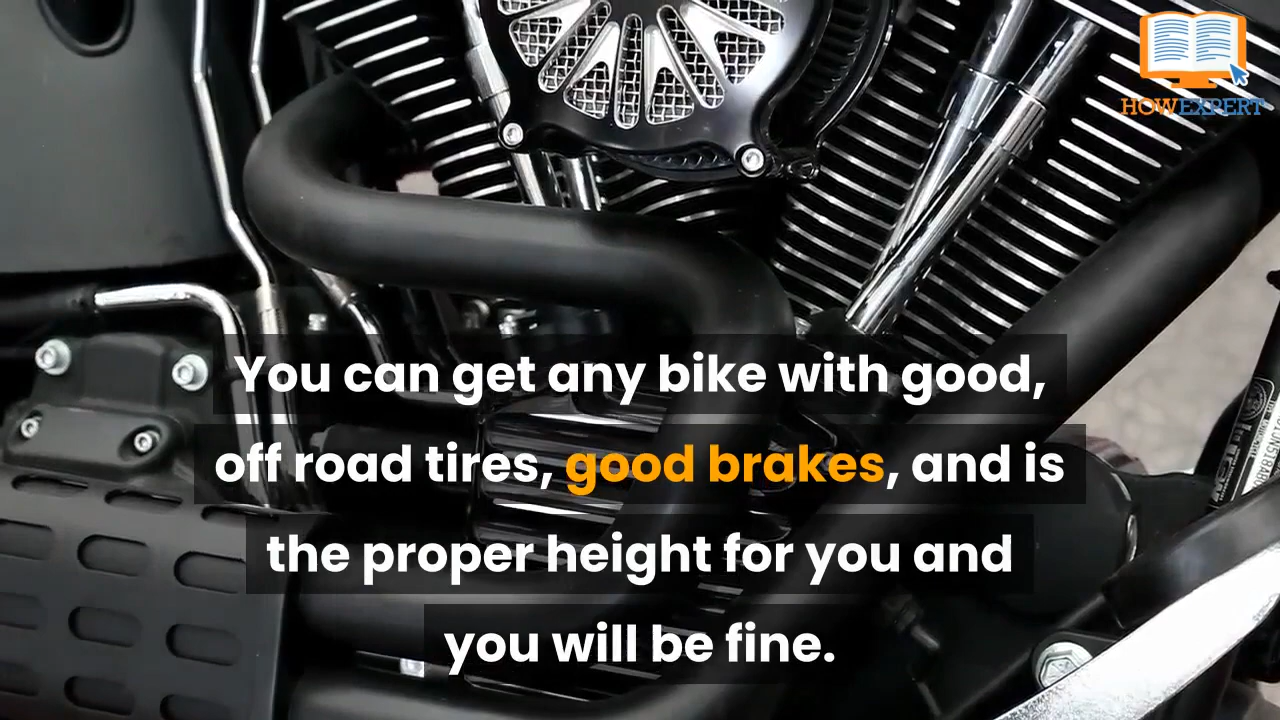 HOWEXPERT
You can get any bike with good,
off road tires, good brakes, and is
the proper height for you and
you will be fine.